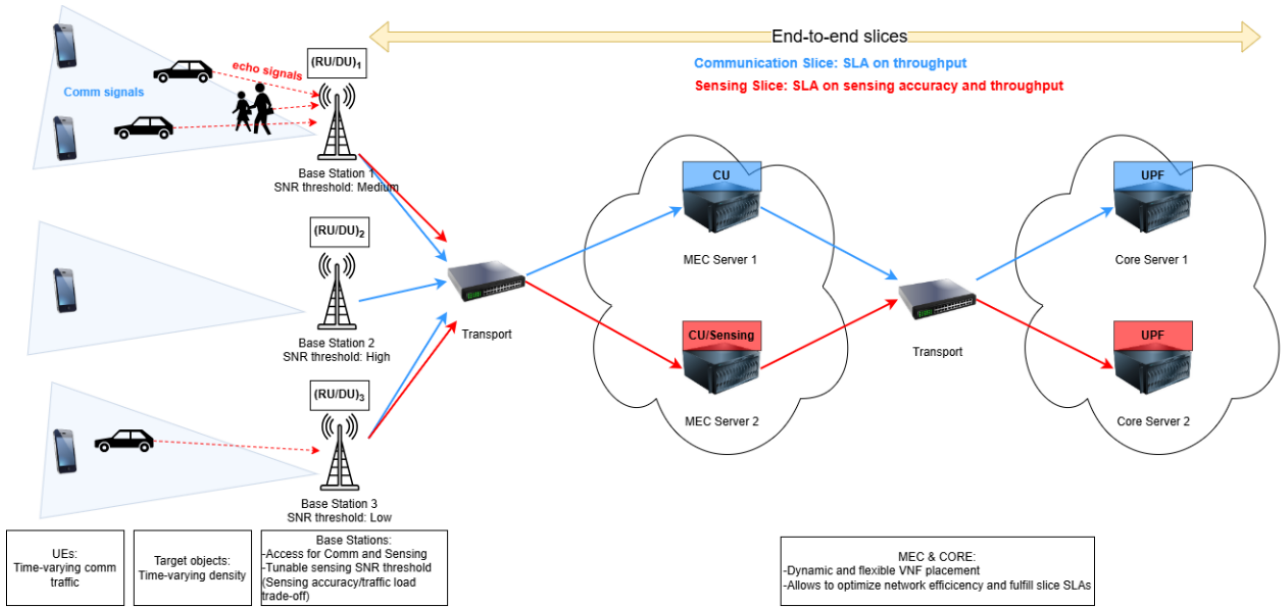 End-to-end slices
Communication Slice: SLA on throughput
Sensing Slice: SLA on sensing accuracy and throughput
(RU/DU)1
echo signals
Comm signals
Base Station 1
SNR threshold: Medium
(RU/DU)2
Base Station 2
SNR threshold: High
(RU/DU)3
Base Station 3
SNR threshold: Low
Transport
CU
MEC Server 1
CU/Sensing
MEC Server 2
Transport
UPF
Core Server 1
UPF
Core Server 2
UEs:
Time-varying comm
traffic
Target objects:
Time-varying density
Base Stations:
-Access for Comm and Sensing
-Tunable sensing SNR threshold
(Sensing accuracy/traffic load
trade-off)
MEC & CORE:
-Dynamic and flexible VNF placement
-Allows to optimize network efificency and fulfill slice SLAs